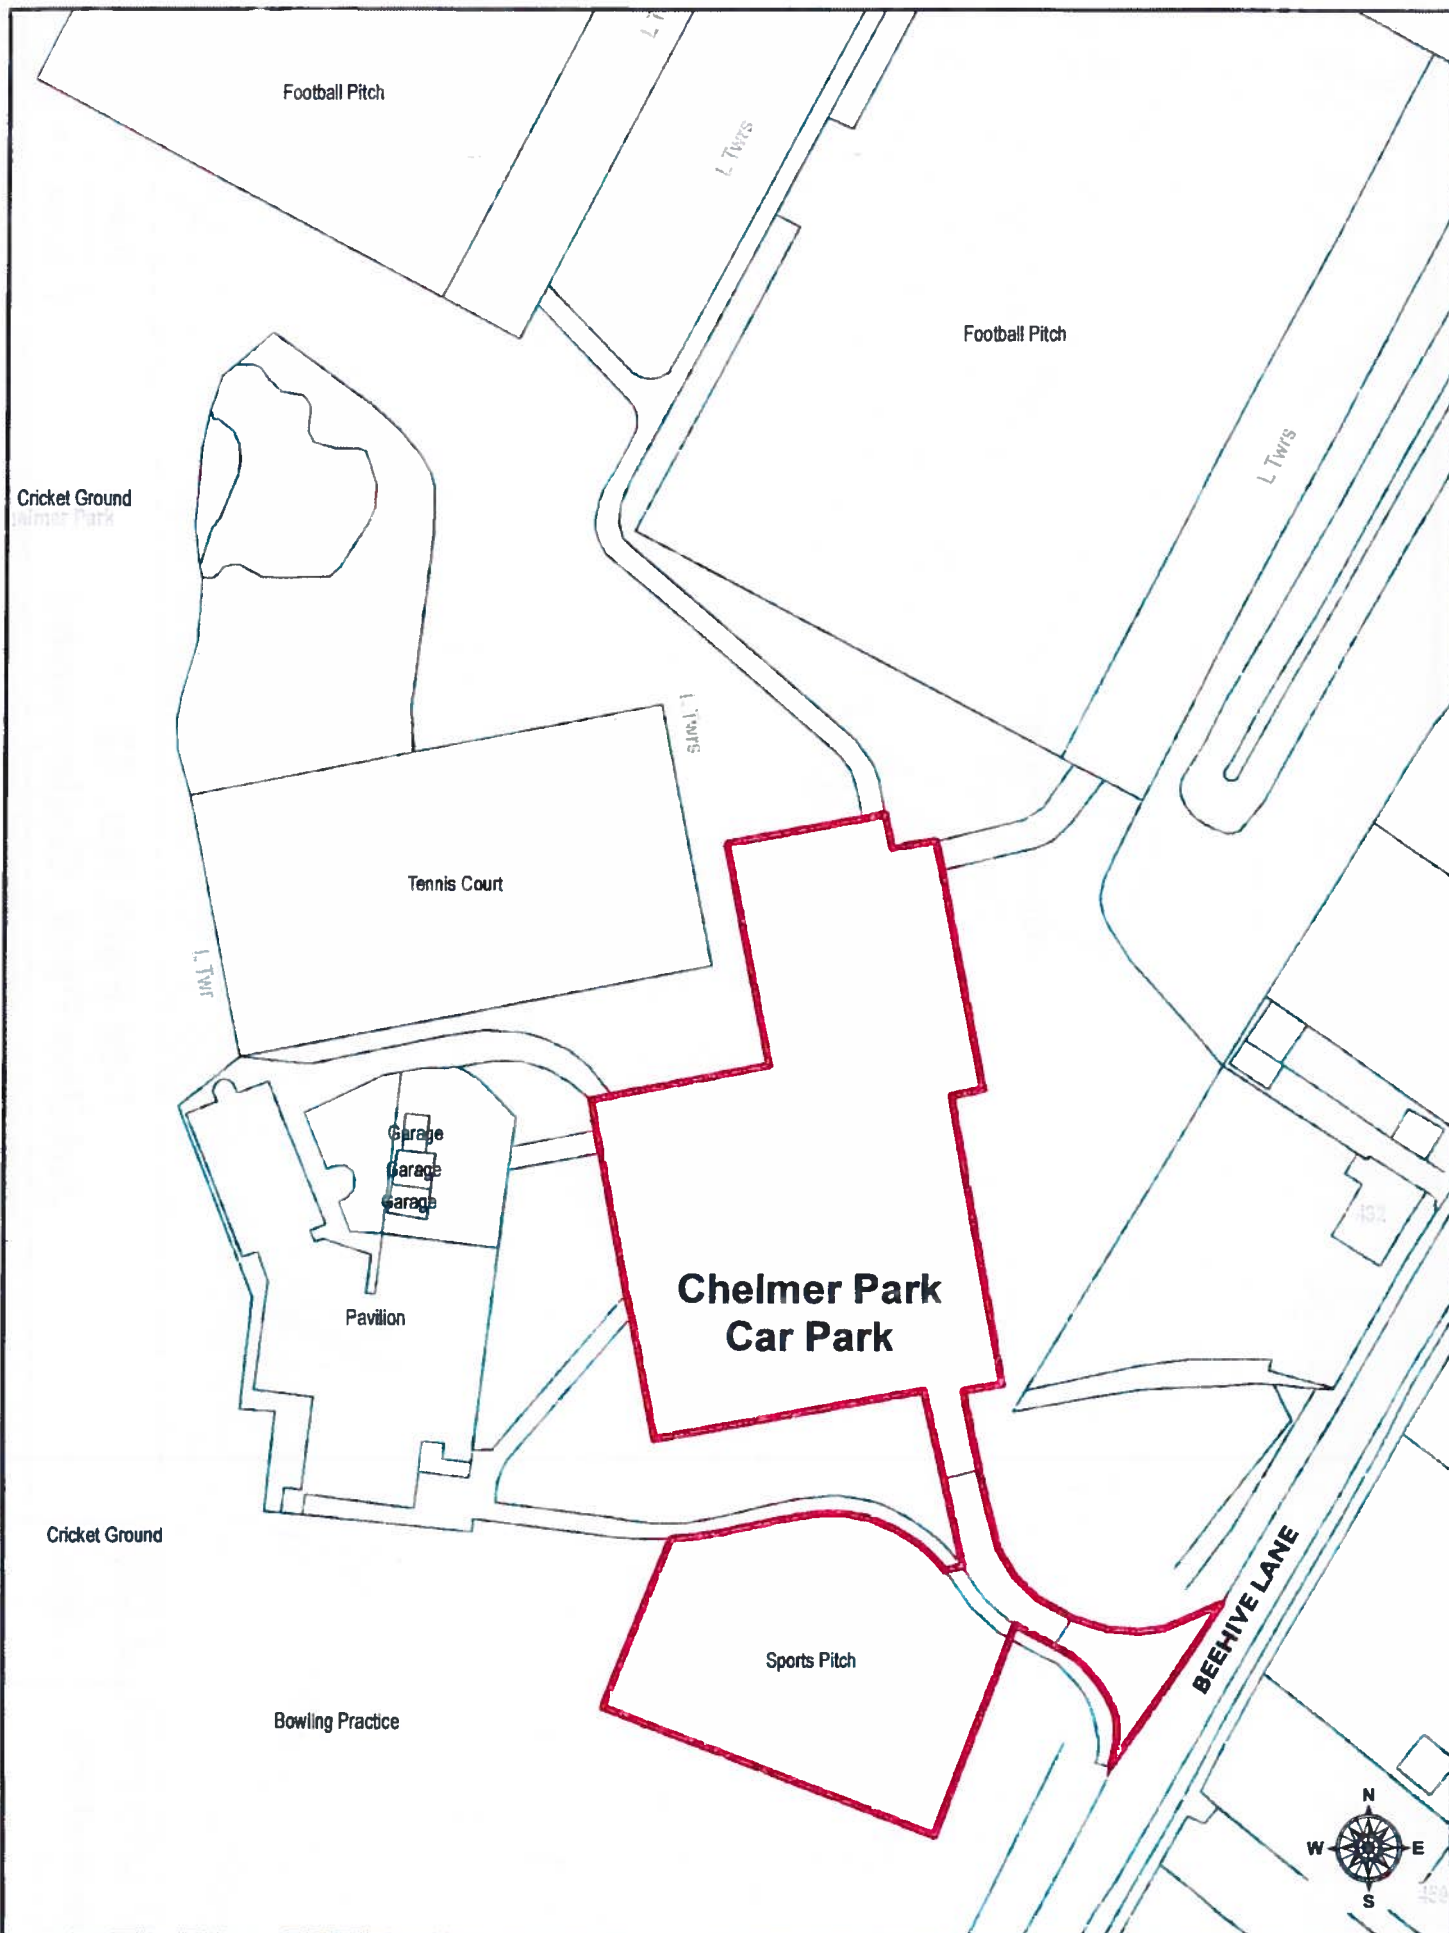 Football Pitch
L Twrs
Football Pitch
L Twrs
Cricket Ground
L Twrs
Tennis Court
L Twr
Garage
Garage
Garage
Chelmer Park
Car Park
Pavilion
Cricket Ground
BEEHIVE LANE
Sports Pitch
Bowling Practice
N
W
E
S